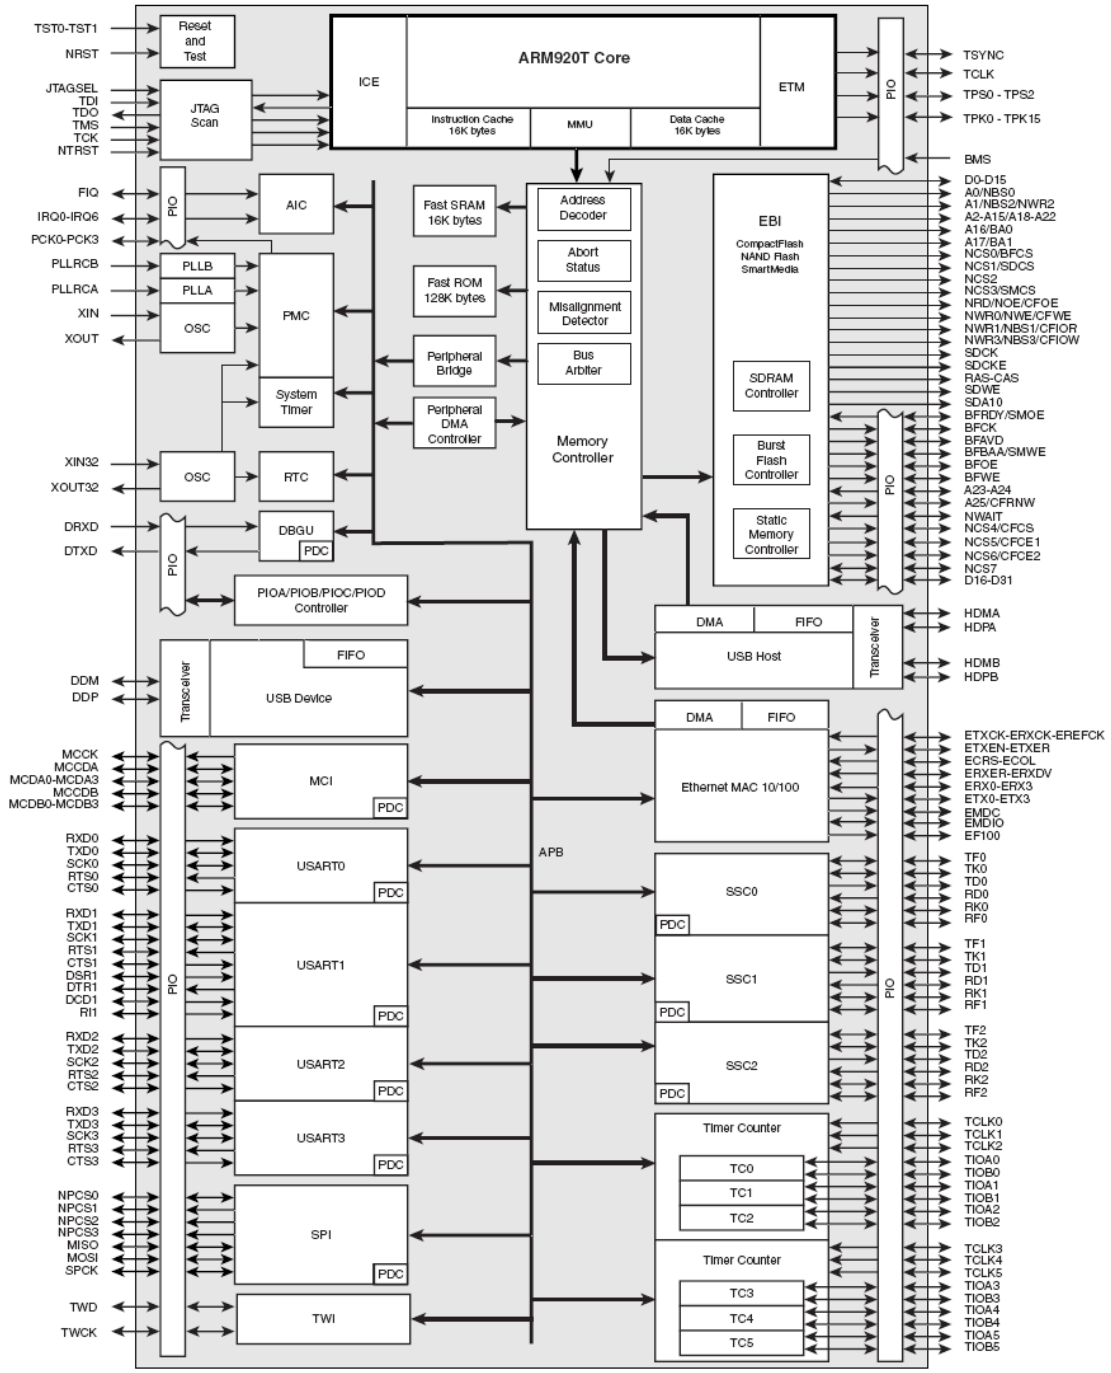 TST0-TST1
NRST
Reset
and
Test
JTAGSEL
TDI
TDO
TMS
TCK
NTRST
JTAG
Scan
ICE
ARM920T Core
Instruction Cache
16K bytes
MMU
Data Cache
16K bytes
ETM
PIO
TSYNC
TCLK
TPS0 - TPS2
TPK0 - TPK15
BMS
FIQ
IRQ0-IRQ6
PCK0-PCK3
PLLRCB
PLLRCA
XIN
XOUT
PIO
AIC
PLLB
PLLA
OSC
PMC
System
Timer
XIN32
XOUT32
OSC
RTC
DRXD
DTXD
PIO
DBGU
PDC
PIOA/PIOB/PIOC/PIOD
Controller
Fast SRAM
16K bytes
Fast ROM
128K bytes
Peripheral
Bridge
Peripheral
DMA
Controller
Address
Decoder
Abort
Status
Misalignment
Detector
Bus
Arbiter
Memory
Controller
EBI
CompactFlash
NAND Flash
SmartMedia
SDRAM
Controller
Burst
Flash
Controller
Static
Memory
Controller
PIO
D0-D15
A0/NBS0
A1/NBS2/NWR2
A2-A15/A18-A22
A16/BA0
A17/BA1
NCS0/BFCS
NCS1/SDCS
NCS2
NCS3/SMCS
NRD/NOE/CFOE
NWR0/NWE/CFWE
NWR1/NBS1/CFIOR
NWR3/NBS3/CFIOW
SDCK
SDCKE
RAS-CAS
SDWE
SDA10
BFRDY/SMOE
BFCK
BFAVD
BFBAA/SMWE
BFOE
BFWE
A23-A24
A25/CFRNW
NWAIT
NCS4/CFCS
NCS5/CFCE1
NCS6/CFCE2
NCS7
D16-D31
DMA
FIFO
USB Host
Transceiver
HDMA
HDPA
HDMB
HDPB
DDM
DDP
Transceiver
FIFO
USB Device
DMA
FIFO
Ethernet MAC 10/100
PIO
ETXCK-ERXCK-EREFCK
ETXEN-ETXER
ECRS-ECOL
ERXER-ERXDV
ERX0-ERX3
ETX0-ETX3
EMDC
EMDIO
EF100
MCCK
MCCDA
MCDA0-MCDA3
MCCDB
MCDB0-MCDB3
MCI
PDC
RXD0
TXD0
SCK0
RTS0
CTS0
USART0
PDC
RXD1
TXD1
SCK1
RTS1
CTS1
DSR1
DTR1
DCD1
RI1
PIO
USART1
PDC
RXD2
TXD2
SCK2
RTS2
CTS2
USART2
PDC
RXD3
TXD3
SCK3
RTS3
CTS3
USART3
PDC
NPCS0
NPCS1
NPCS2
NPCS3
MISO
MOSI
SPCK
SPI
PDC
TWD
TWCK
TWI
APB
SSC0
PDC
TF0
TK0
TD0
RD0
RK0
RF0
SSC1
PDC
TF1
TK1
TD1
RD1
RK1
RF1
SSC2
PDC
TF2
TK2
TD2
RD2
RK2
RF2
Timer Counter
TC0
TC1
TC2
TCLK0
TCLK1
TCLK2
TIOA0
TIOB0
TIOA1
TIOB1
TIOA2
TIOB2
Timer Counter
TC3
TC4
TC5
TCLK3
TCLK4
TCLK5
TIOA3
TIOB3
TIOA4
TIOB4
TIOA5
TIOB5